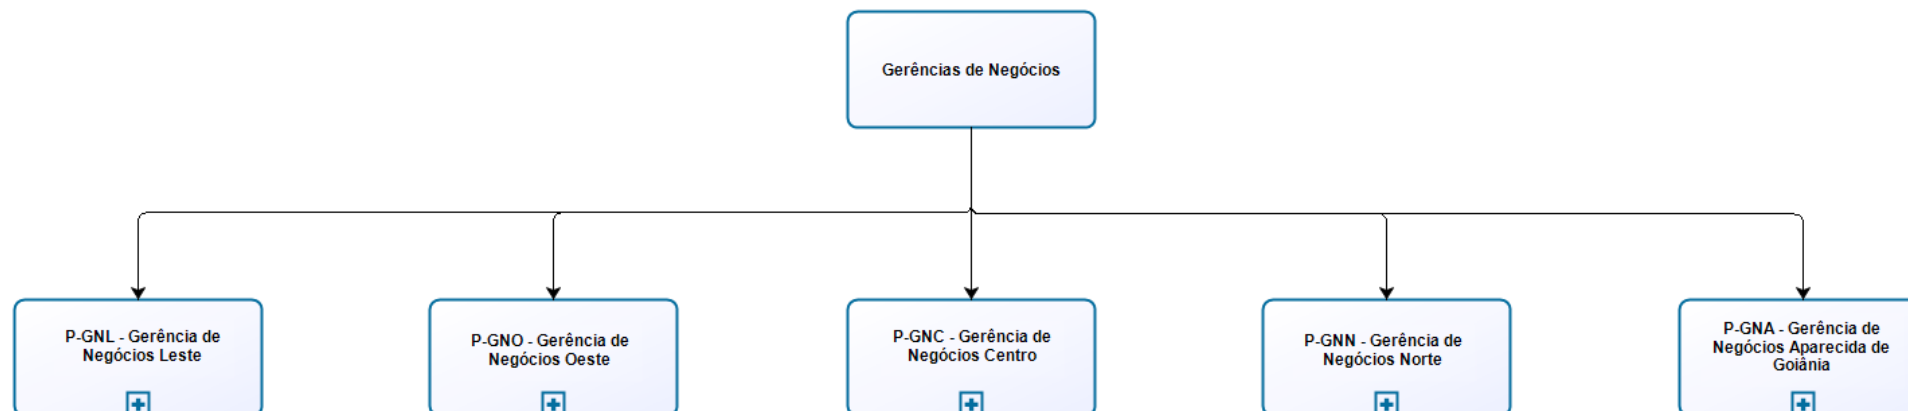 Gerências de Negócios
P-GNL - Gerência de
Negócios Leste
P-GNO - Gerência de
Negócios Oeste
P-GNC - Gerência de
Negócios Centro
P-GNN - Gerência de
Negócios Norte
P-GNA - Gerência de
Negócios Aparecida de
Goiânia